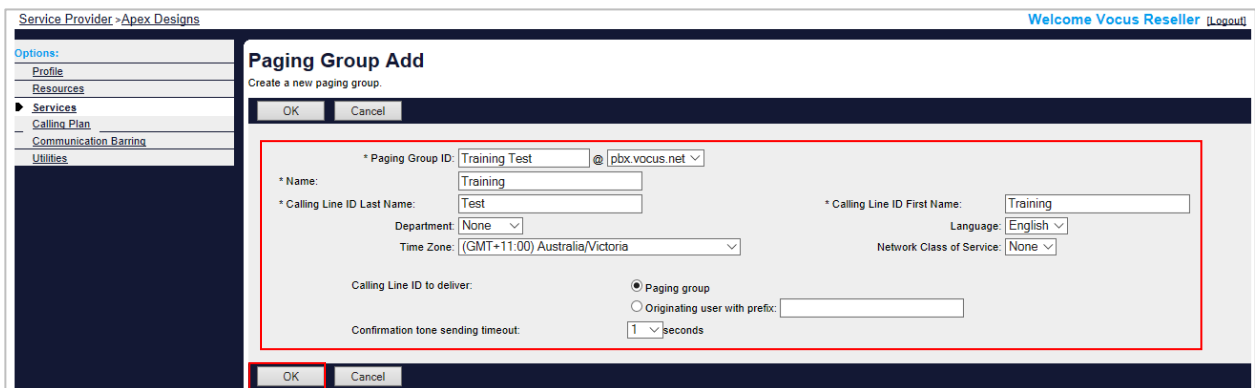 Service Provider >Apex Designs
Welcome Vocus Reseller [Logout]
Options:
Profile
Resources
Services
Calling Plan
Communication Barring
Utilities
Paging Group Add
Create a new paging group.
OK Cancel
* Paging Group ID: Training Test @ pbx.vocus.net
* Name: Training
* Calling Line ID Last Name: Test * Calling Line ID First Name: Training
Department: None Language: English
Time Zone: (GMT+11:00) Australia/Victoria Network Class of Service: None
Calling Line ID to deliver: Paging group
Originating user with prefix:
Confirmation tone sending timeout: 1 seconds
OK Cancel